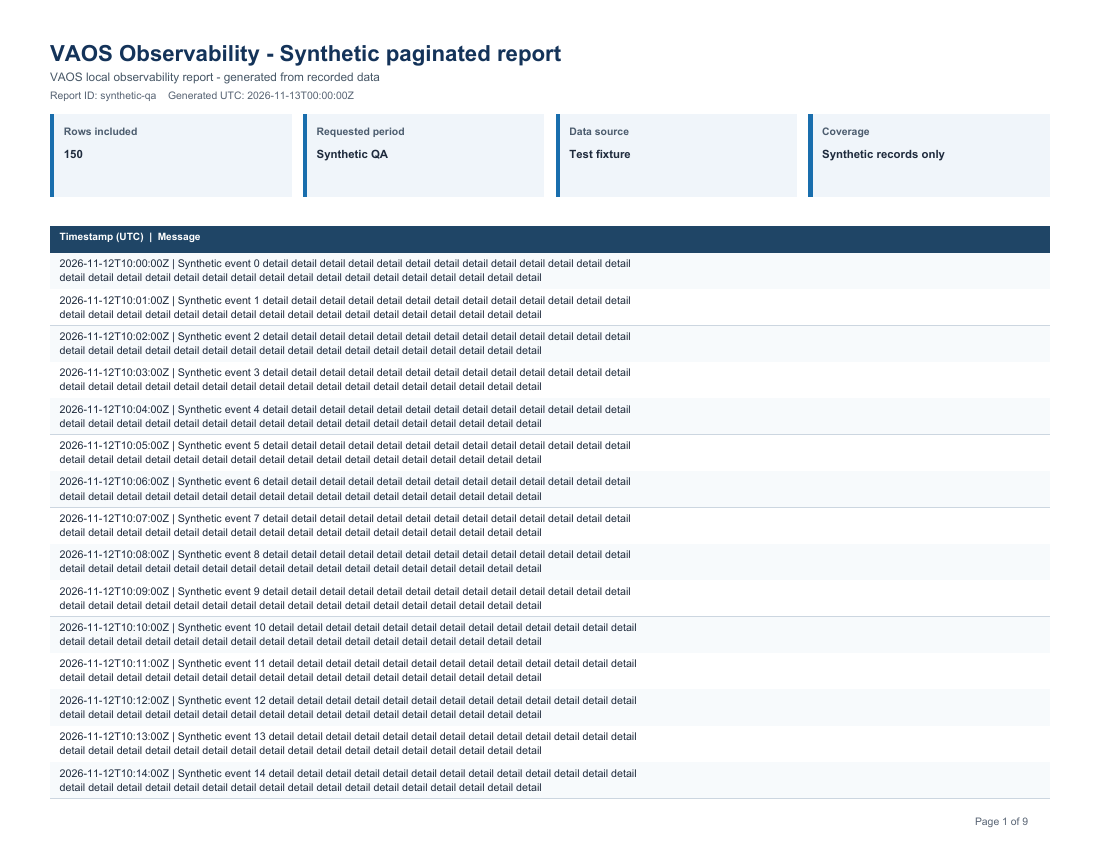 VAOS Observability - Synthetic paginated report
VAOS local observability report - generated from recorded data
Report ID: synthetic-qa    Generated UTC: 2026-11-13T00:00:00Z
Rows included
150
Requested period
Synthetic QA
Data source
Test fixture
Coverage
Synthetic records only
Timestamp (UTC)  |  Message
2026-11-12T10:00:00Z | Synthetic event 0 detail detail detail detail detail detail detail detail detail detail detail detail detail
detail detail detail detail detail detail detail detail detail detail detail detail detail detail detail detail detail
2026-11-12T10:01:00Z | Synthetic event 1 detail detail detail detail detail detail detail detail detail detail detail detail detail
detail detail detail detail detail detail detail detail detail detail detail detail detail detail detail detail detail
2026-11-12T10:02:00Z | Synthetic event 2 detail detail detail detail detail detail detail detail detail detail detail detail detail
detail detail detail detail detail detail detail detail detail detail detail detail detail detail detail detail detail
2026-11-12T10:03:00Z | Synthetic event 3 detail detail detail detail detail detail detail detail detail detail detail detail detail
detail detail detail detail detail detail detail detail detail detail detail detail detail detail detail detail detail
2026-11-12T10:04:00Z | Synthetic event 4 detail detail detail detail detail detail detail detail detail detail detail detail detail
detail detail detail detail detail detail detail detail detail detail detail detail detail detail detail detail detail
2026-11-12T10:05:00Z | Synthetic event 5 detail detail detail detail detail detail detail detail detail detail detail detail detail
detail detail detail detail detail detail detail detail detail detail detail detail detail detail detail detail detail
2026-11-12T10:06:00Z | Synthetic event 6 detail detail detail detail detail detail detail detail detail detail detail detail detail
detail detail detail detail detail detail detail detail detail detail detail detail detail detail detail detail detail
2026-11-12T10:07:00Z | Synthetic event 7 detail detail detail detail detail detail detail detail detail detail detail detail detail
detail detail detail detail detail detail detail detail detail detail detail detail detail detail detail detail detail
2026-11-12T10:08:00Z | Synthetic event 8 detail detail detail detail detail detail detail detail detail detail detail detail detail
detail detail detail detail detail detail detail detail detail detail detail detail detail detail detail detail detail
2026-11-12T10:09:00Z | Synthetic event 9 detail detail detail detail detail detail detail detail detail detail detail detail detail
detail detail detail detail detail detail detail detail detail detail detail detail detail detail detail detail detail
2026-11-12T10:10:00Z | Synthetic event 10 detail detail detail detail detail detail detail detail detail detail detail detail detail
detail detail detail detail detail detail detail detail detail detail detail detail detail detail detail detail detail
2026-11-12T10:11:00Z | Synthetic event 11 detail detail detail detail detail detail detail detail detail detail detail detail detail
detail detail detail detail detail detail detail detail detail detail detail detail detail detail detail detail detail
2026-11-12T10:12:00Z | Synthetic event 12 detail detail detail detail detail detail detail detail detail detail detail detail detail
detail detail detail detail detail detail detail detail detail detail detail detail detail detail detail detail detail
2026-11-12T10:13:00Z | Synthetic event 13 detail detail detail detail detail detail detail detail detail detail detail detail detail
detail detail detail detail detail detail detail detail detail detail detail detail detail detail detail detail detail
2026-11-12T10:14:00Z | Synthetic event 14 detail detail detail detail detail detail detail detail detail detail detail detail detail
detail detail detail detail detail detail detail detail detail detail detail detail detail detail detail detail detail
Page 1 of 9